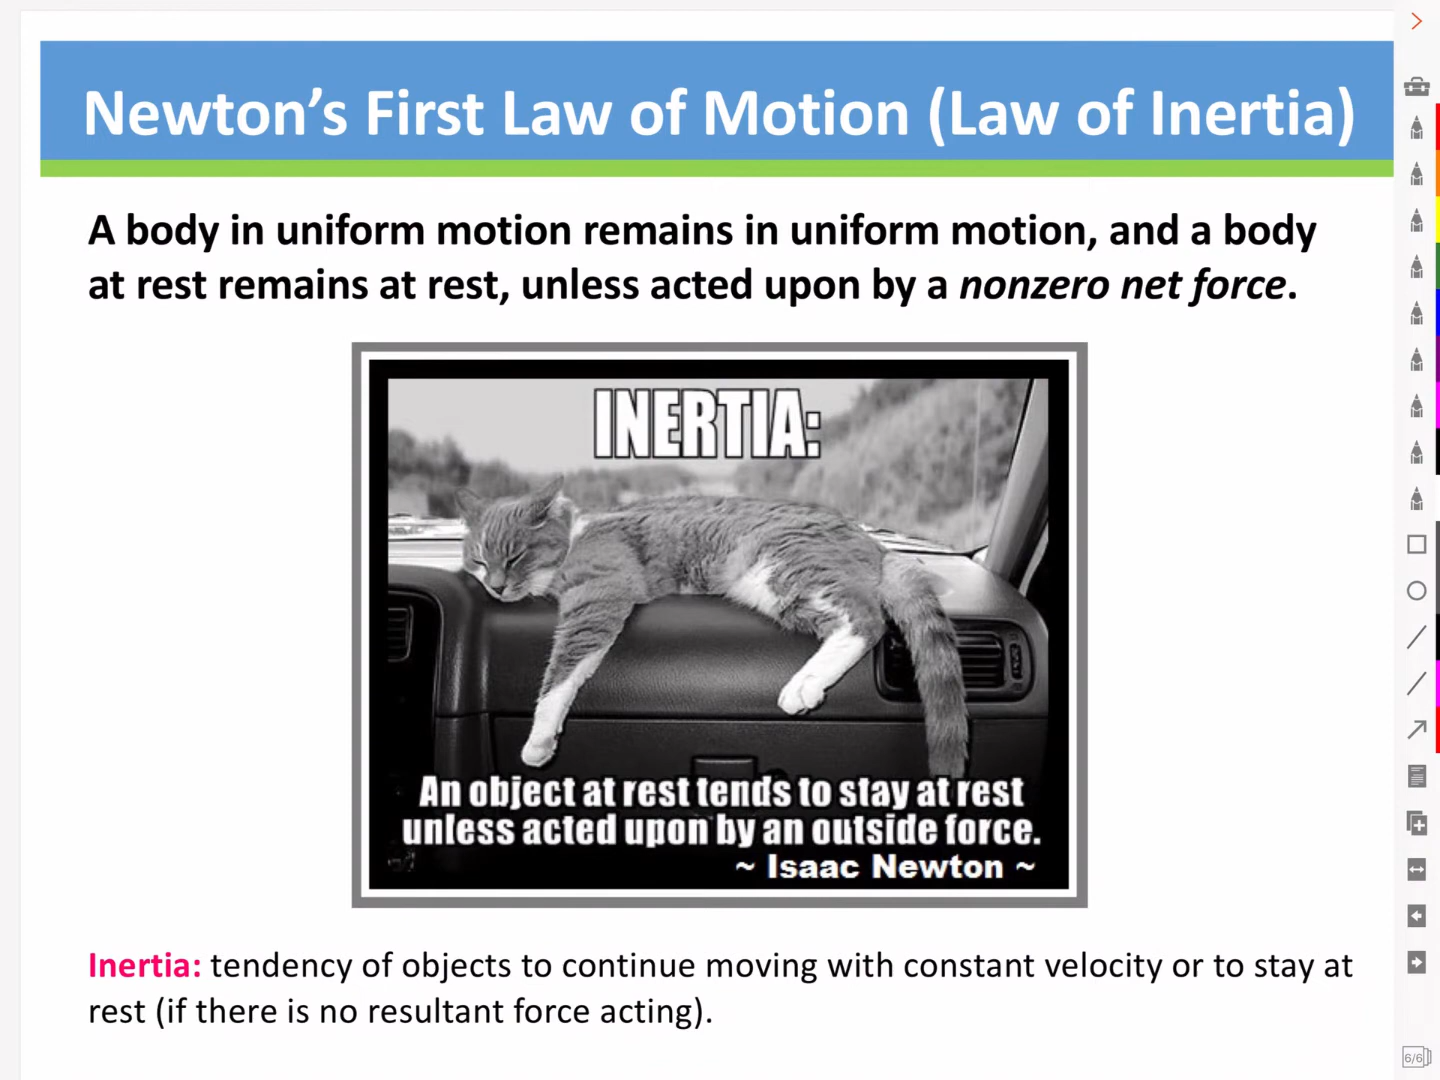 Newton’s First Law of Motion (Law of Inertia)
A body in uniform motion remains in uniform motion, and a body
at rest remains at rest, unless acted upon by a nonzero net force.
INERTIA:
An object at rest tends to stay at rest
unless acted upon by an outside force.
~ Isaac Newton ~
Inertia: tendency of objects to continue moving with constant velocity or to stay at
rest (if there is no resultant force acting).
6/6